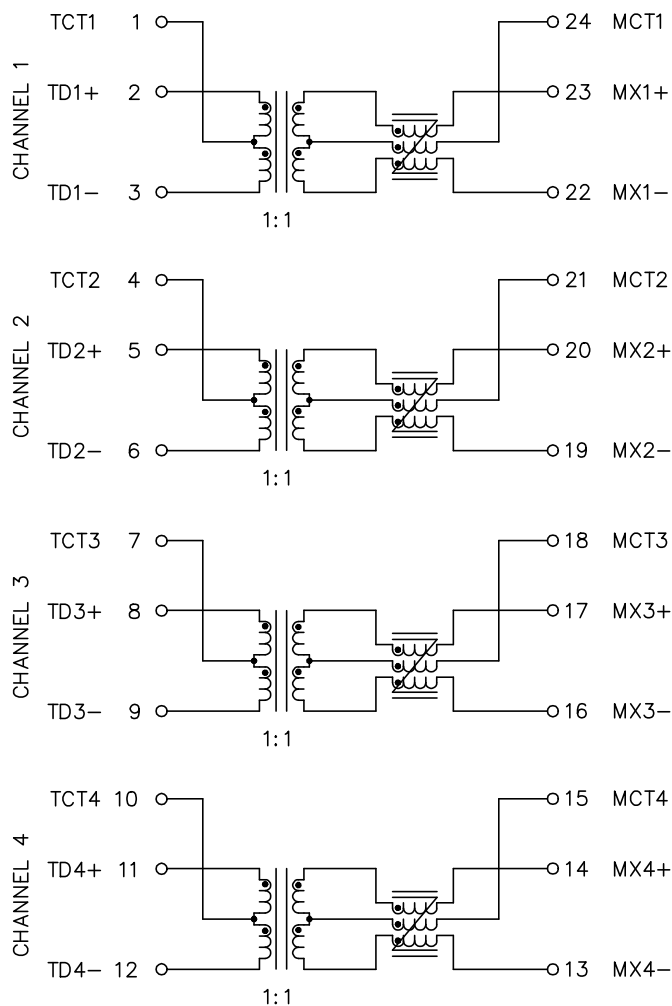 TCT1 1 24 MCT1
CHANNEL 1
TD1+ 2 23 MX1+
TD1− 3 22 MX1−
1:1
TCT2 4 21 MCT2
CHANNEL 2
TD2+ 5 20 MX2+
TD2− 6 19 MX2−
1:1
TCT3 7 18 MCT3
CHANNEL 3
TD3+ 8 17 MX3+
TD3− 9 16 MX3−
1:1
TCT4 10 15 MCT4
CHANNEL 4
TD4+ 11 14 MX4+
TD4− 12 13 MX4−
1:1